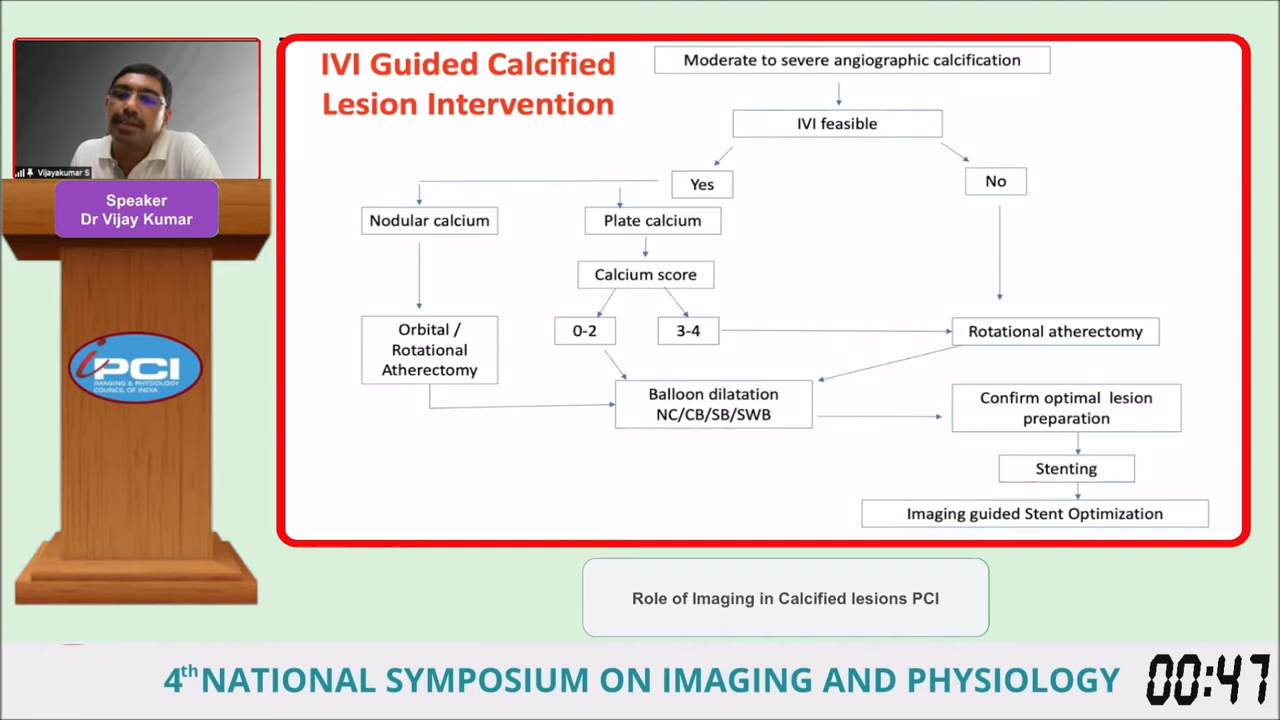 IVI Guided Calcified
Lesion Intervention
Moderate to severe angiographic calcification
IVI feasible
Yes
No
Nodular calcium
Plate calcium
Calcium score
Orbital /
Rotational
Atherectomy
0-2
3-4
Rotational atherectomy
Balloon dilatation
NC/CB/SB/SWB
Confirm optimal lesion
preparation
Stenting
Imaging guided Stent Optimization
Vijayakumar S
Speaker
Dr Vijay Kumar
iPCI
IMAGING & PHYSIOLOGY
COUNCIL OF INDIA
Role of Imaging in Calcified lesions PCI
4th NATIONAL SYMPOSIUM ON IMAGING AND PHYSIOLOGY
00:47